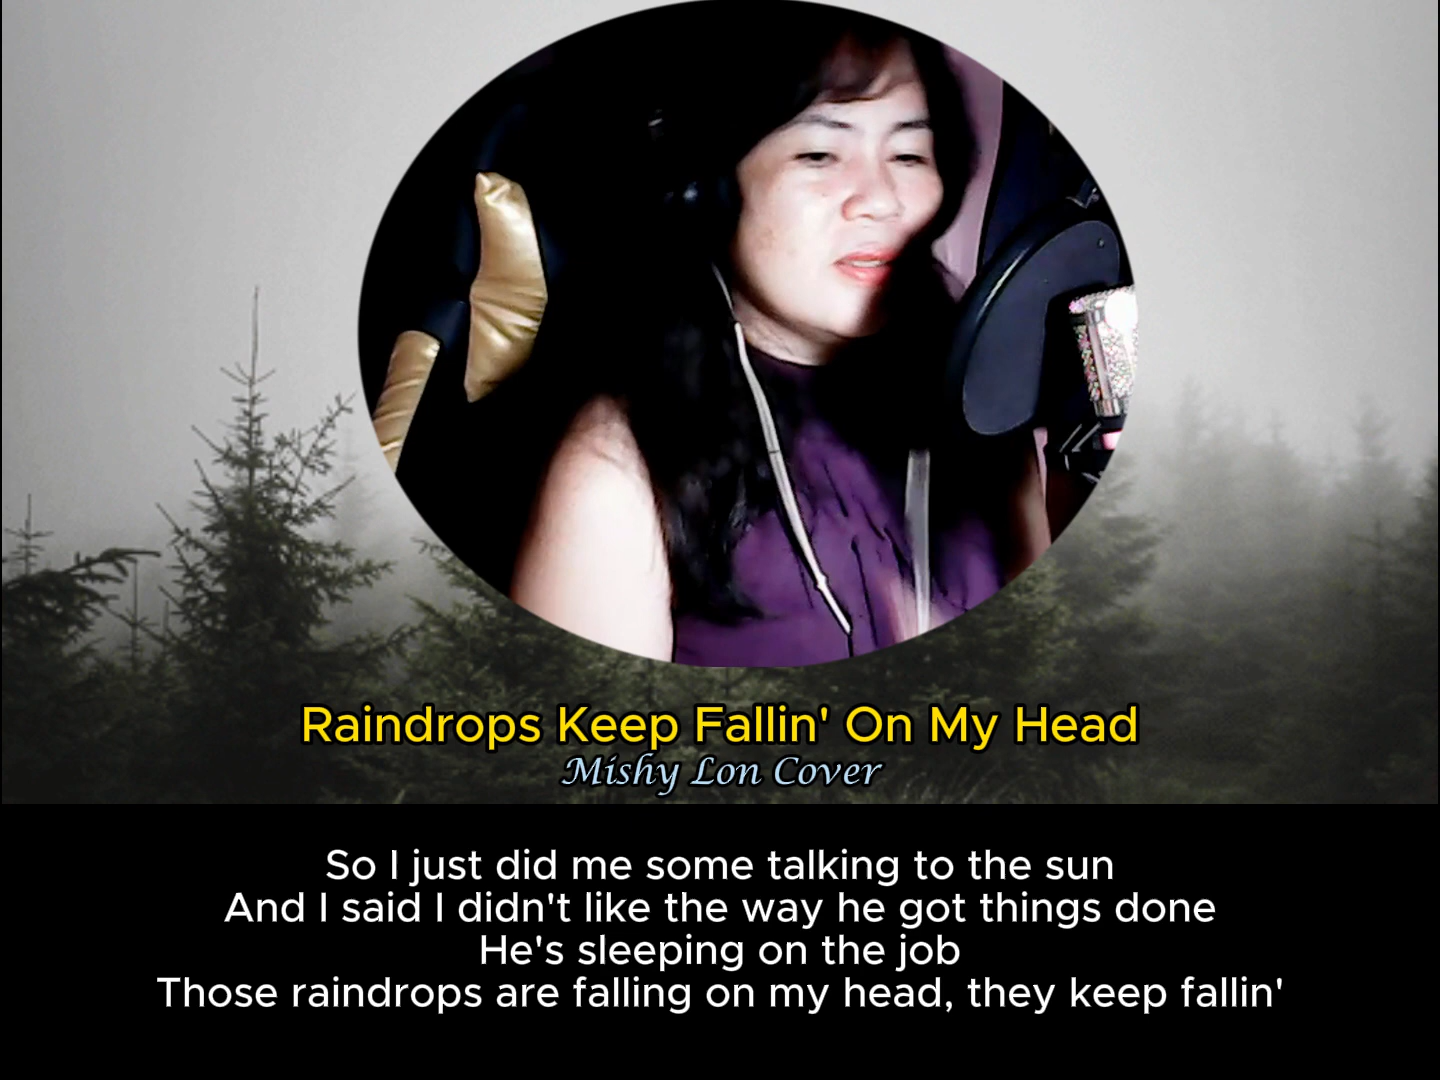 Raindrops Keep Fallin' On My Head
Mishy Lon Cover
So I just did me some talking to the sun
And I said I didn't like the way he got things done
He's sleeping on the job
Those raindrops are falling on my head, they keep fallin'